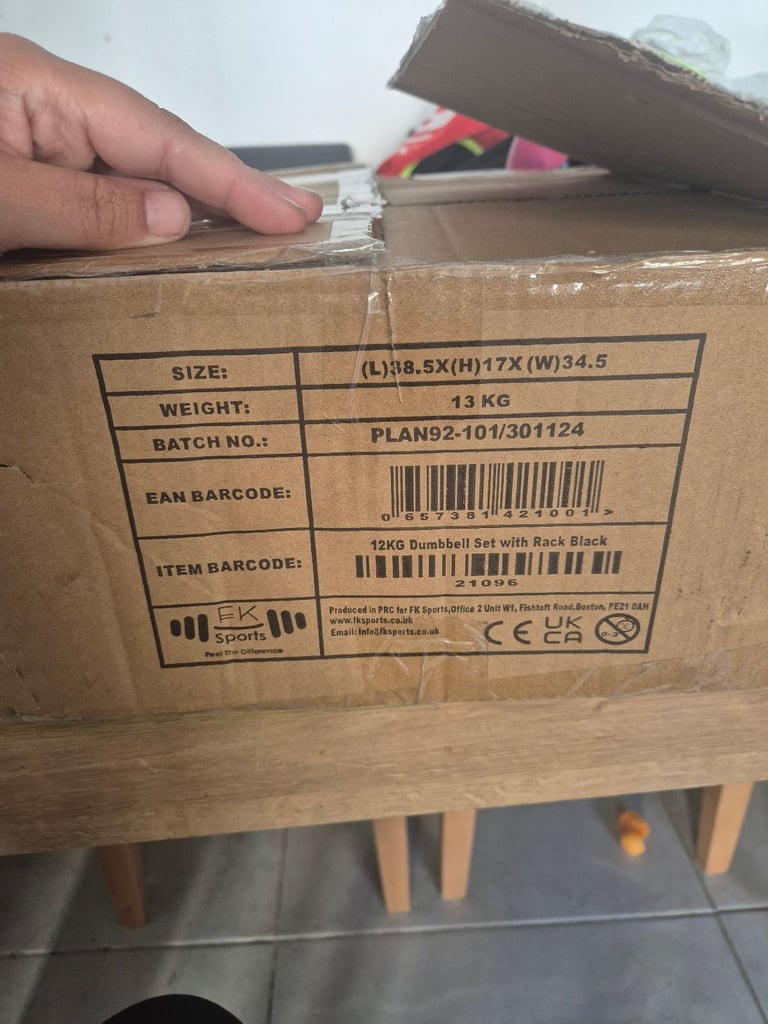 SIZE: (L)38.5X(H)17X(W)34.5
WEIGHT: 13 KG
BATCH NO.: PLAN92-101/301124
EAN BARCODE:
0 657381 421001 >
12KG Dumbbell Set with Rack Black
ITEM BARCODE:
21096
FK
Sports
Feel The Difference
Produced in PRC for FK Sports,Office 2 Unit W1, Fishtoft Road,Boston, PE21 0AH
www.fksports.co.uk
Email: info@fksports.co.uk
CE UK
CA
0-3